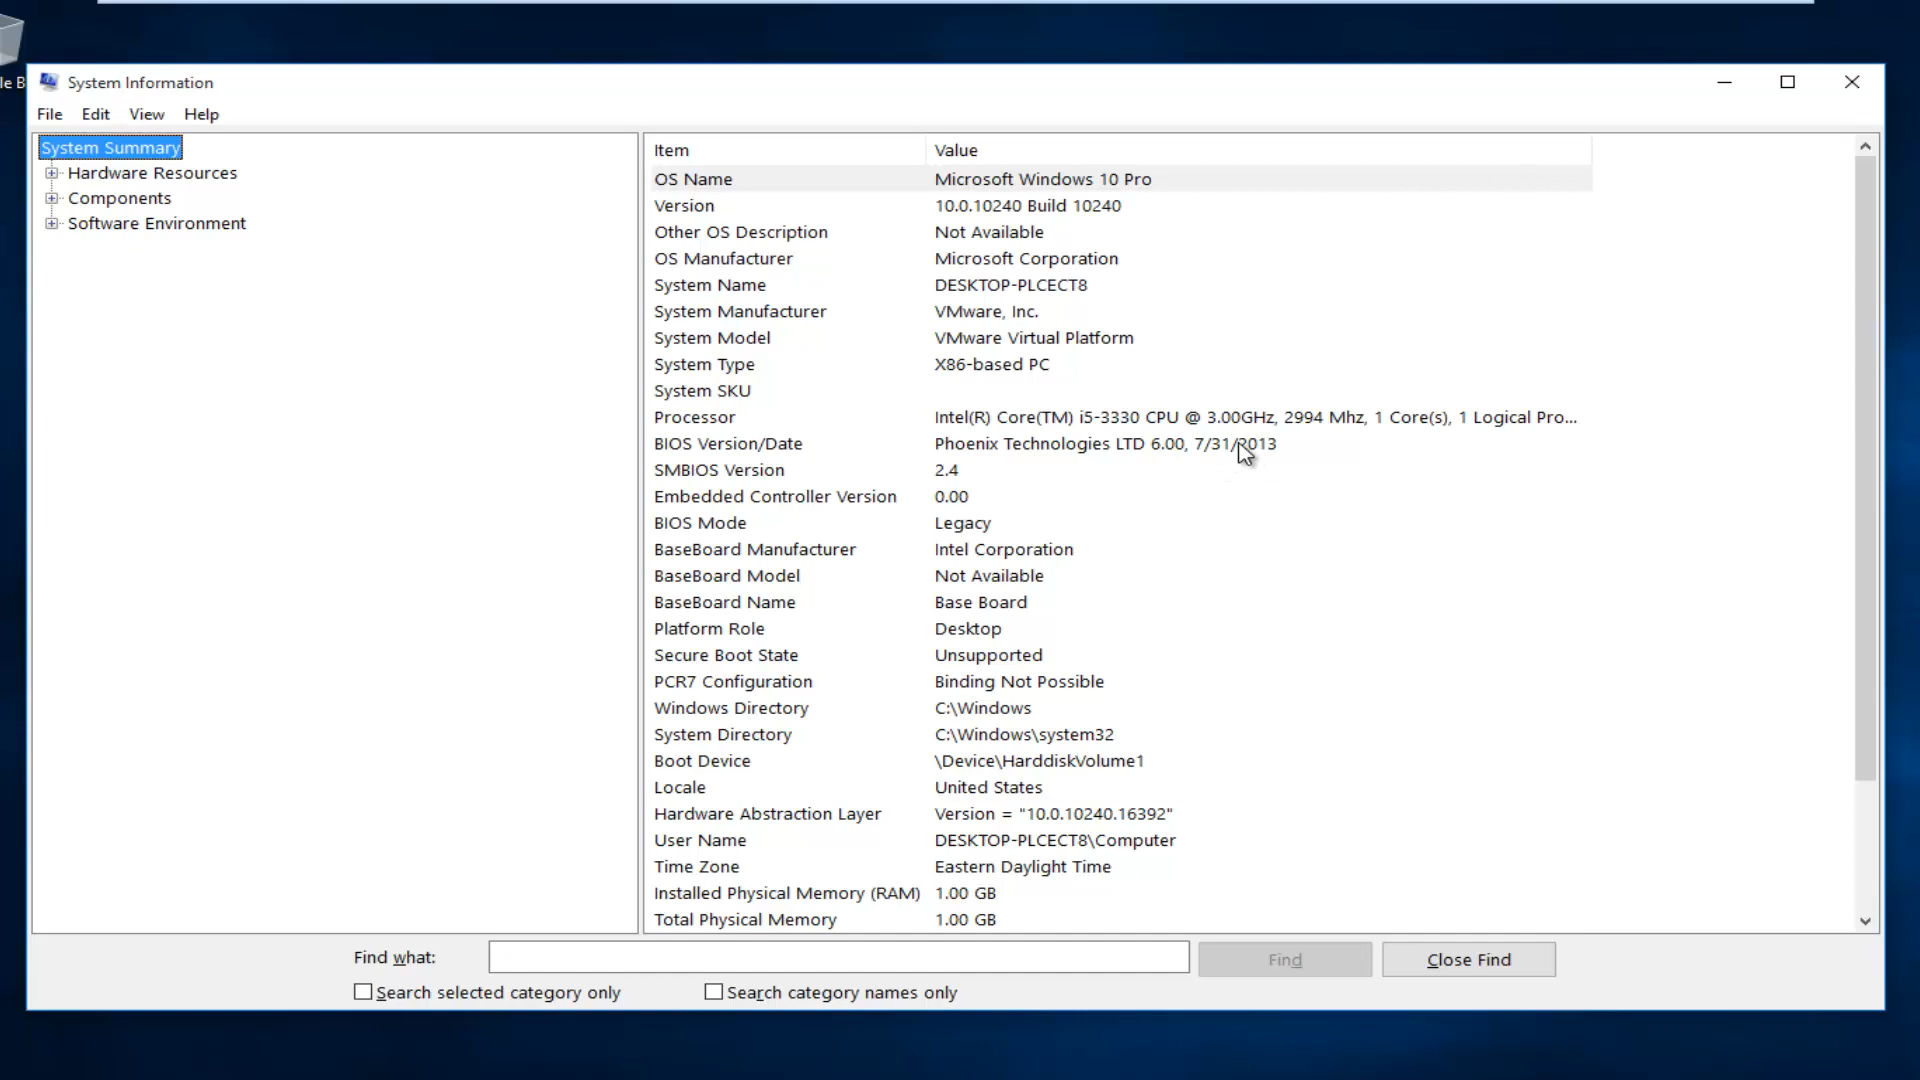 le B
System Information
File Edit View Help
System Summary
Hardware Resources
Components
Software Environment
Item Value
OS Name Microsoft Windows 10 Pro
Version 10.0.10240 Build 10240
Other OS Description Not Available
OS Manufacturer Microsoft Corporation
System Name DESKTOP-PLCECT8
System Manufacturer VMware, Inc.
System Model VMware Virtual Platform
System Type X86-based PC
System SKU
Processor Intel(R) Core(TM) i5-3330 CPU @ 3.00GHz, 2994 Mhz, 1 Core(s), 1 Logical Pro...
BIOS Version/Date Phoenix Technologies LTD 6.00, 7/31/2013
SMBIOS Version 2.4
Embedded Controller Version 0.00
BIOS Mode Legacy
BaseBoard Manufacturer Intel Corporation
BaseBoard Model Not Available
BaseBoard Name Base Board
Platform Role Desktop
Secure Boot State Unsupported
PCR7 Configuration Binding Not Possible
Windows Directory C:\Windows
System Directory C:\Windows\system32
Boot Device \Device\HarddiskVolume1
Locale United States
Hardware Abstraction Layer Version = "10.0.10240.16392"
User Name DESKTOP-PLCECT8\Computer
Time Zone Eastern Daylight Time
Installed Physical Memory (RAM) 1.00 GB
Total Physical Memory 1.00 GB
Find what: Find Close Find
Search selected category only Search category names only